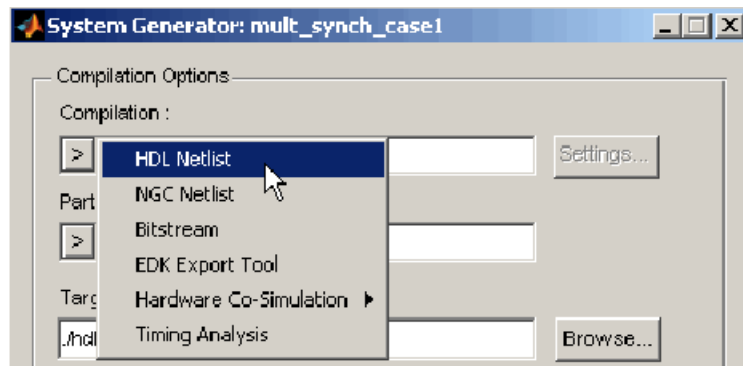 System Generator: mult_synch_case1
Compilation Options
Compilation :
> HDL Netlist Settings...
NGC Netlist
Part
Bitstream
>
EDK Export Tool
Targ
Hardware Co-Simulation
./hdl Timing Analysis Browse...